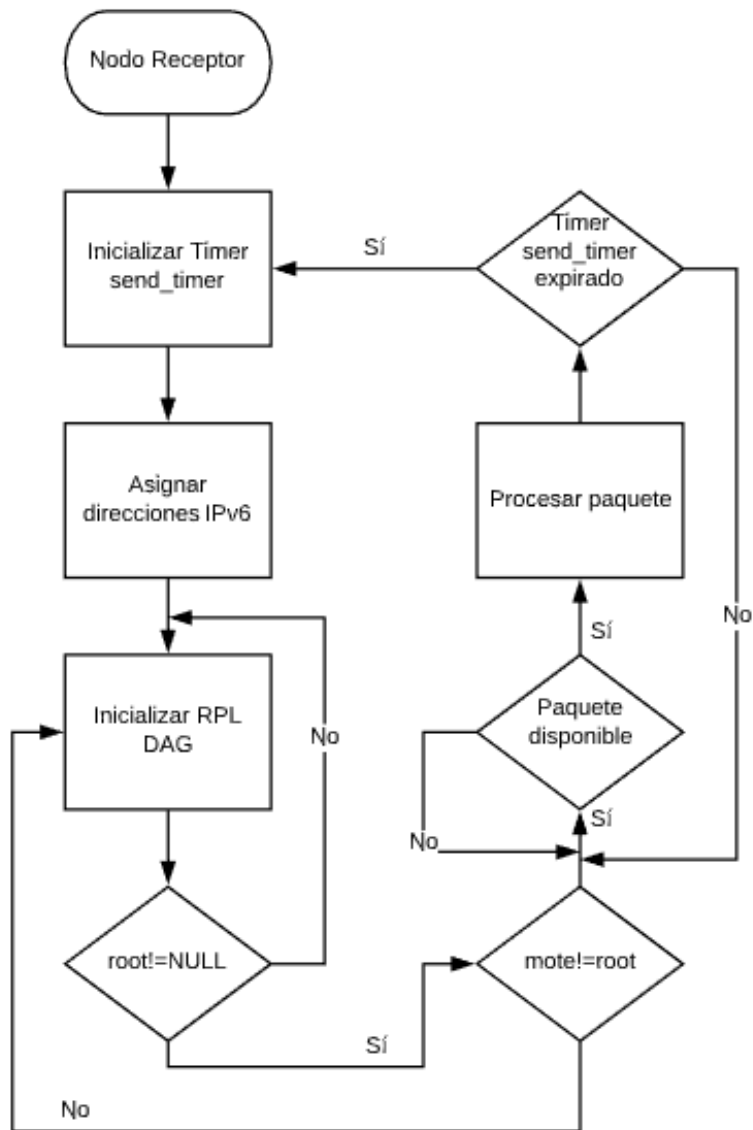 Nodo Receptor
Inicializar Timer
send_timer
Sí
Timer
send_timer
expirado
Asignar
direcciones IPv6
Procesar paquete
No
Sí
Inicializar RPL
DAG
No
Paquete
disponible
No
Sí
root!=NULL
mote!=root
Sí
No